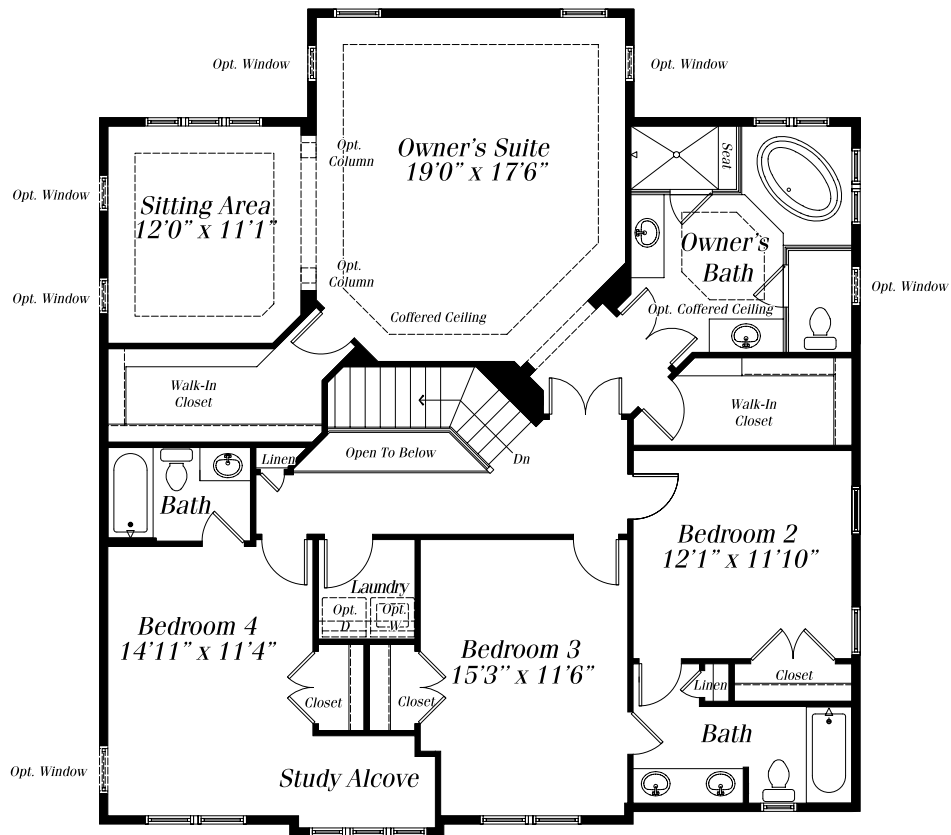 Opt. Window
Opt. Window
Opt.
Column
Owner's Suite
19'0" x 17'6"
Seat
Opt. Window
Sitting Area
12'0" x 11'1"
Owner's
Bath
Opt.
Column
Opt. Window
Opt. Window
Coffered Ceiling
Opt. Coffered Ceiling
Walk-In
Closet
Walk-In
Closet
Open To Below
Dn
Linen
Bath
Bedroom 2
12'1" x 11'10"
Laundry
Opt.
D
Opt.
W
Bedroom 4
14'11" x 11'4"
Bedroom 3
15'3" x 11'6"
Closet
Closet
Linen
Closet
Bath
Opt. Window
Study Alcove